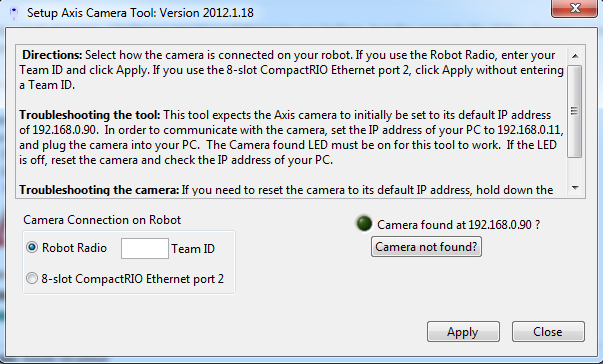 Setup Axis Camera Tool: Version 2012.1.18
Directions: Select how the camera is connected on your robot. If you use the Robot Radio, enter your
Team ID and click Apply. If you use the 8-slot CompactRIO Ethernet port 2, click Apply without entering
a Team ID.
Troubleshooting the tool: This tool expects the Axis camera to initially be set to its default IP address
of 192.168.0.90.  In order to communicate with the camera, set the IP address of your PC to 192.168.0.11,
and plug the camera into your PC.  The Camera found LED must be on for this tool to work.  If the LED
is off, reset the camera and check the IP address of your PC.
Troubleshooting the camera: If you need to reset the camera to its default IP address, hold down the
Camera Connection on Robot
Robot Radio
Team ID
8-slot CompactRIO Ethernet port 2
Camera found at 192.168.0.90 ?
Camera not found?
Apply
Close